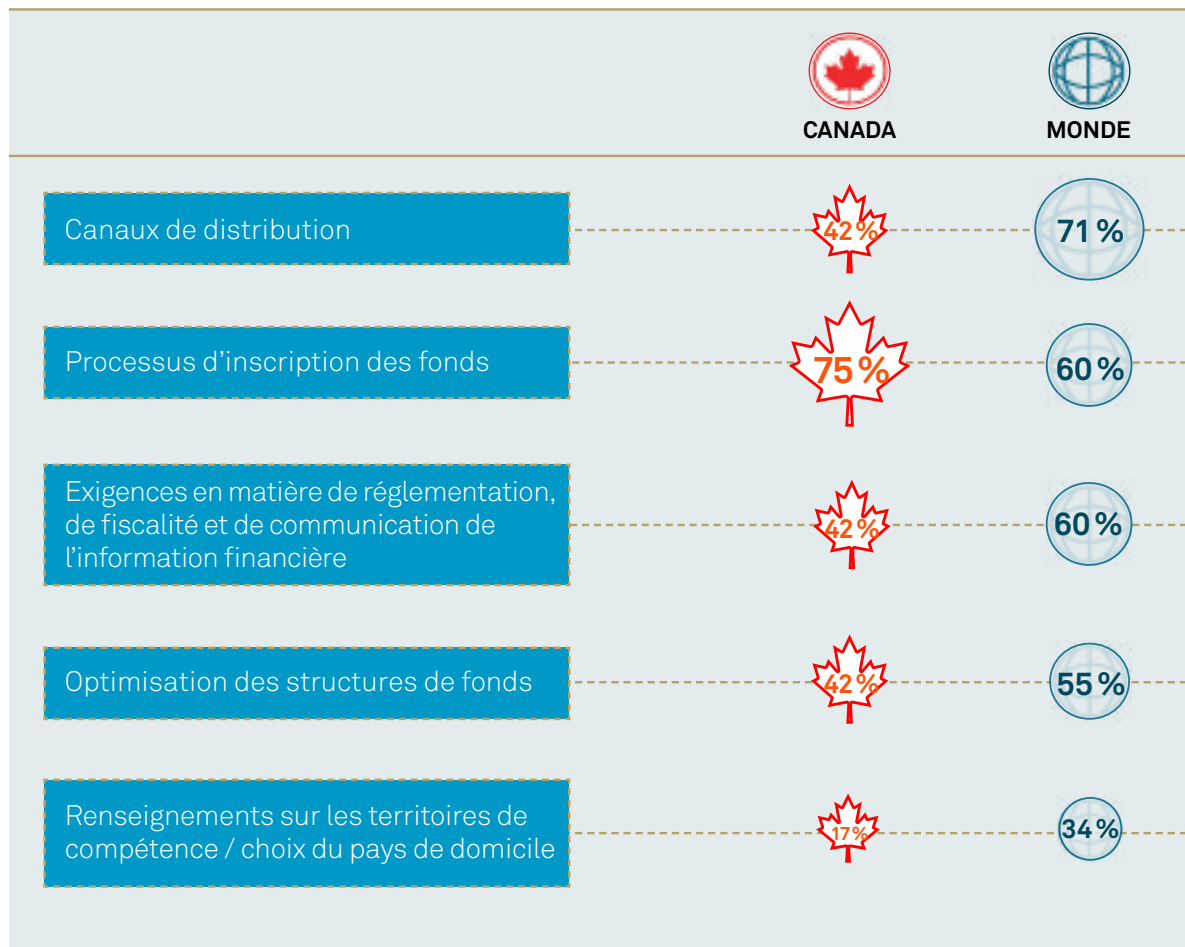 CANADA MONDE
Canaux de distribution 42 % 71 %
Processus d’inscription des fonds 75 % 60 %
Exigences en matière de réglementation,
de fiscalité et de communication de
l’information financière
42 % 60 %
Optimisation des structures de fonds 42 % 55 %
Renseignements sur les territoires de
compétence / choix du pays de domicile
17 % 34 %